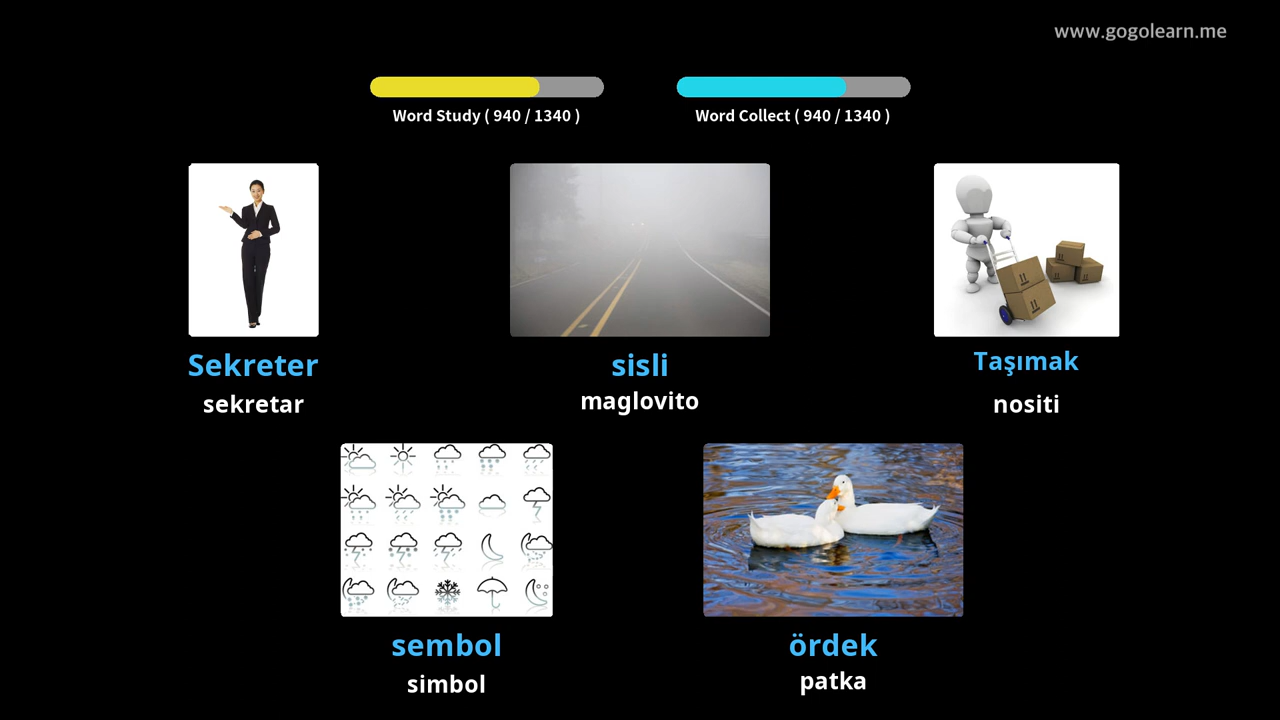 www.gogolearn.me
Word Study ( 940 / 1340 )
Word Collect ( 940 / 1340 )
Sekreter
sekretar
sisli
maglovito
Taşımak
nositi
sembol
simbol
ördek
patka